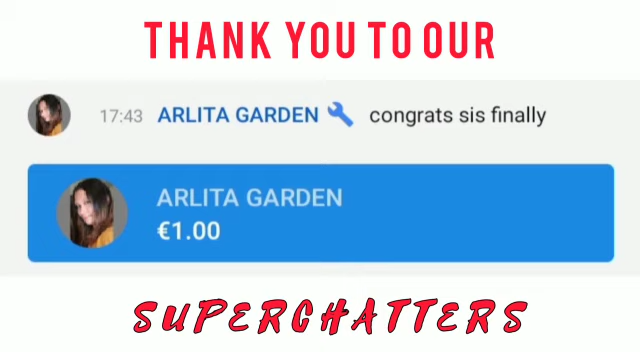 THANK YOU TO OUR
17:43 ARLITA GARDEN congrats sis finally
ARLITA GARDEN
€1.00
SUPERCHATTERS